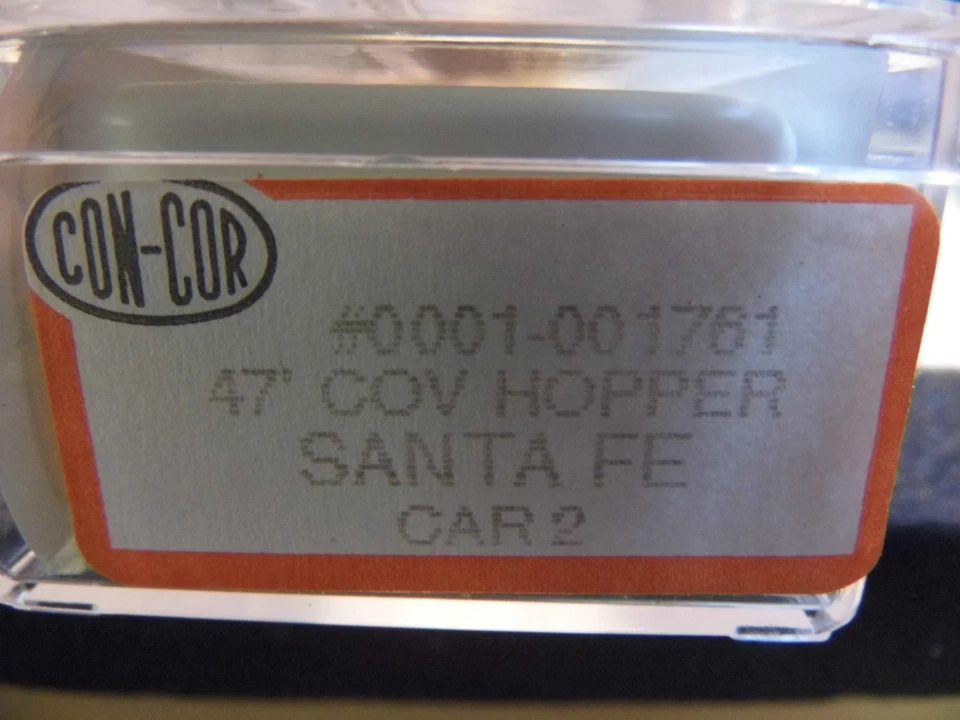 CON-COR
#0001-001761
47' COV HOPPER
SANTA FE
CAR 2